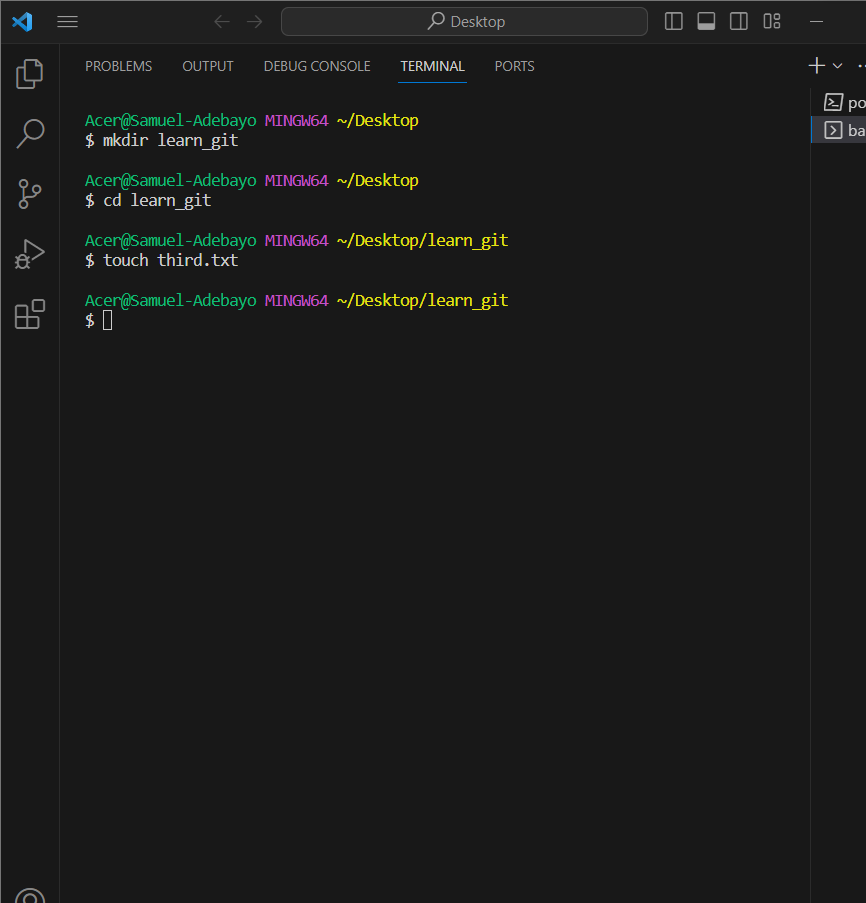 Desktop
PROBLEMS OUTPUT DEBUG CONSOLE TERMINAL PORTS
po
ba
Acer@Samuel-Adebayo MINGW64 ~/Desktop
$ mkdir learn_git
Acer@Samuel-Adebayo MINGW64 ~/Desktop
$ cd learn_git
Acer@Samuel-Adebayo MINGW64 ~/Desktop/learn_git
$ touch third.txt
Acer@Samuel-Adebayo MINGW64 ~/Desktop/learn_git
$